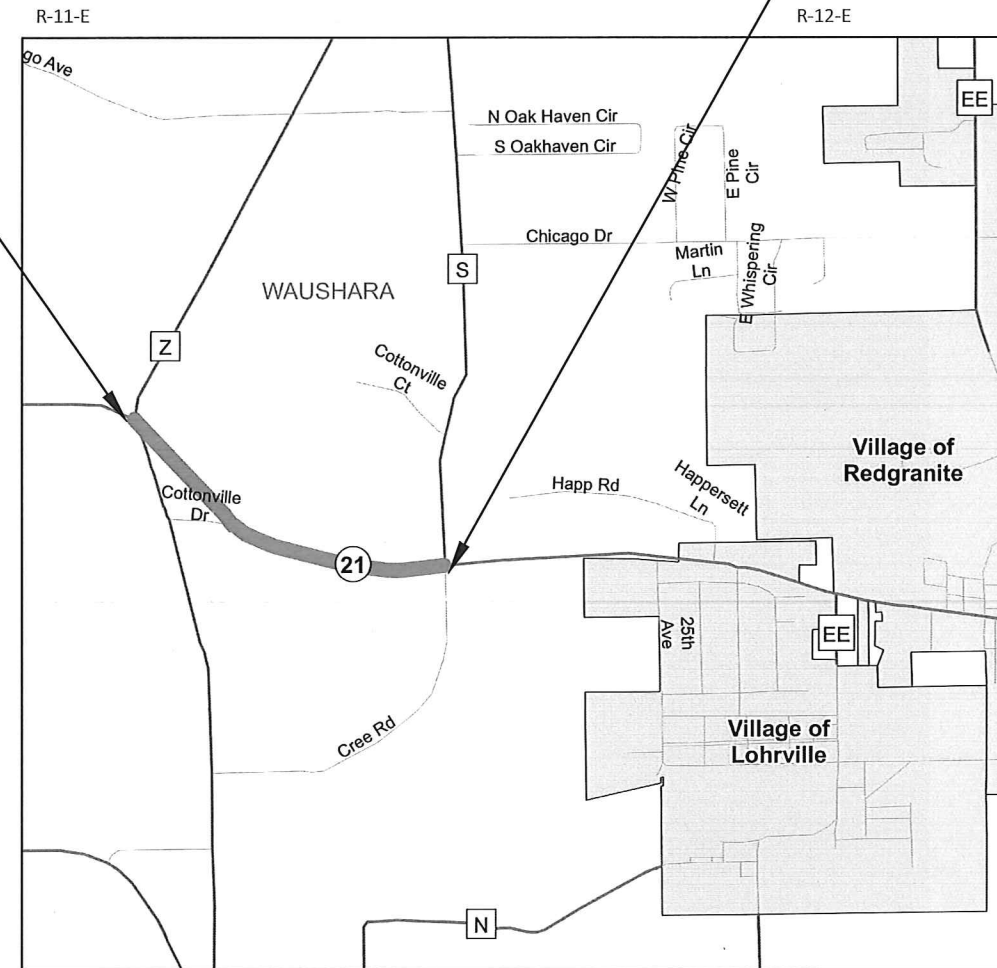 R-11-E
R-12-E
go Ave
EE
N Oak Haven Cir
S Oakhaven Cir
W Pine Cir
E Pine
Cir
Chicago Dr
Martin
Ln
E Whispering
Cir
S
WAUSHARA
Z
Cottonville
Ct
Village of
Redgranite
Happ Rd
Happersett
Ln
Cottonville
Dr
21
25th
Ave
EE
Cree Rd
Village of
Lohrville
N